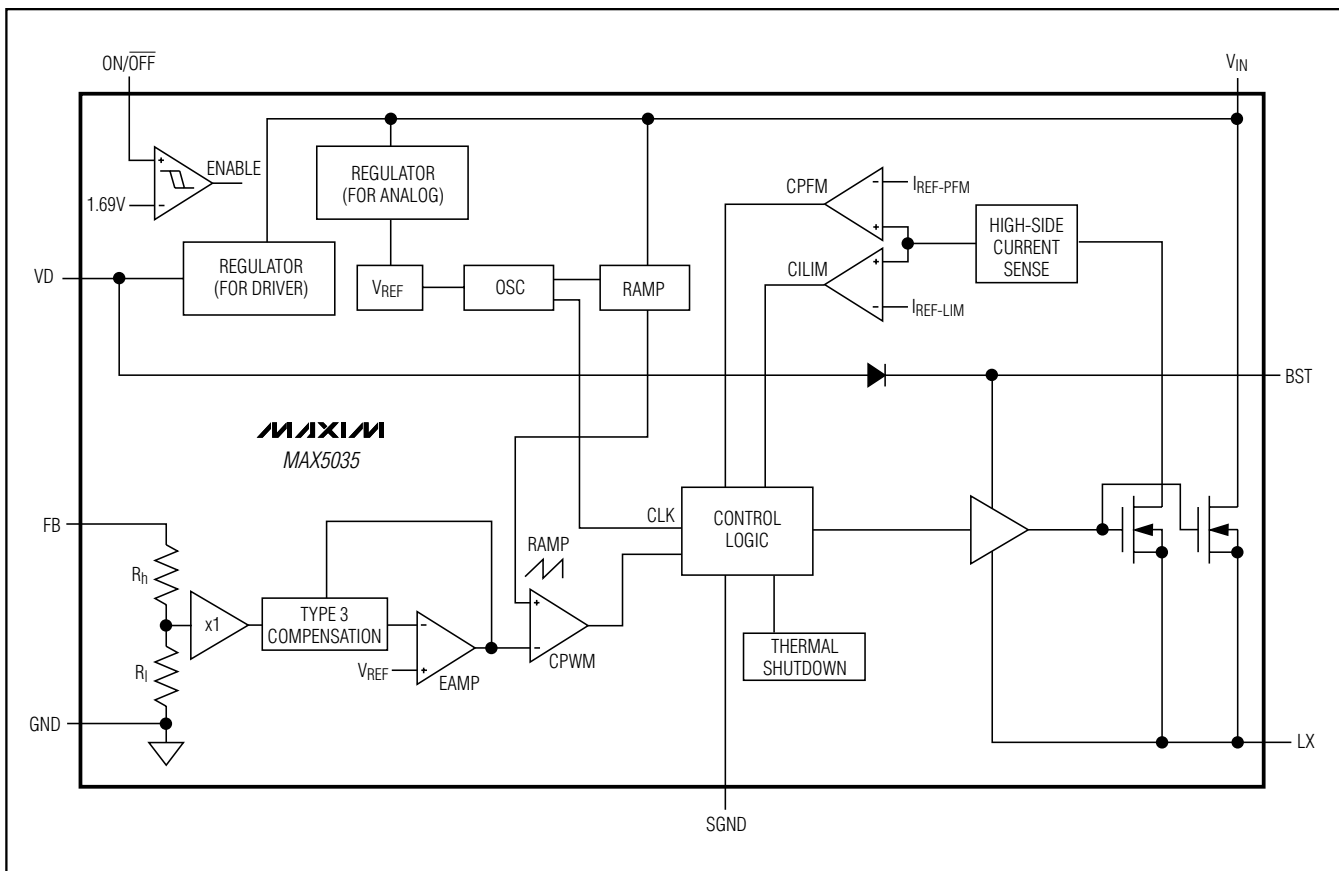 ON/OFF
VIN
ENABLE
1.69V
REGULATOR
(FOR ANALOG)
CPFM
IREF-PFM
HIGH-SIDE
CURRENT
SENSE
VD
REGULATOR
(FOR DRIVER)
VREF
OSC
RAMP
CILIM
IREF-LIM
BST
MAXIM
MAX5035
FB
CLK
CONTROL
LOGIC
RAMP
Rh
x1
TYPE 3
COMPENSATION
THERMAL
SHUTDOWN
CPWM
VREF
EAMP
Rl
GND
LX
SGND
+
-
+
-
+
-
-
+
+
-